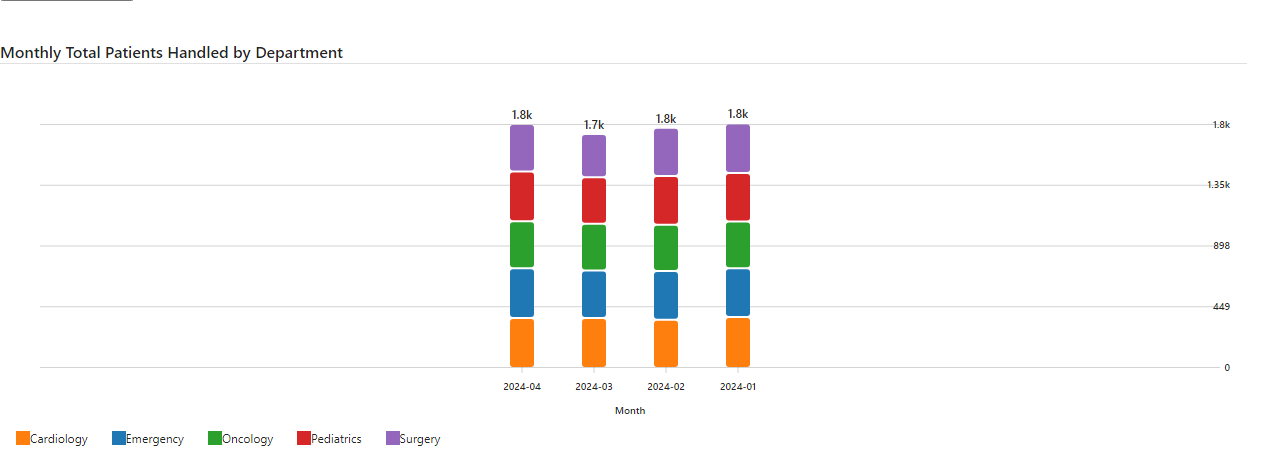 Monthly Total Patients Handled by Department
1.8k 1.7k 1.8k 1.8k
1.8k
1.35k
898
449
0
2024-04 2024-03 2024-02 2024-01
Month
Cardiology Emergency Oncology Pediatrics Surgery